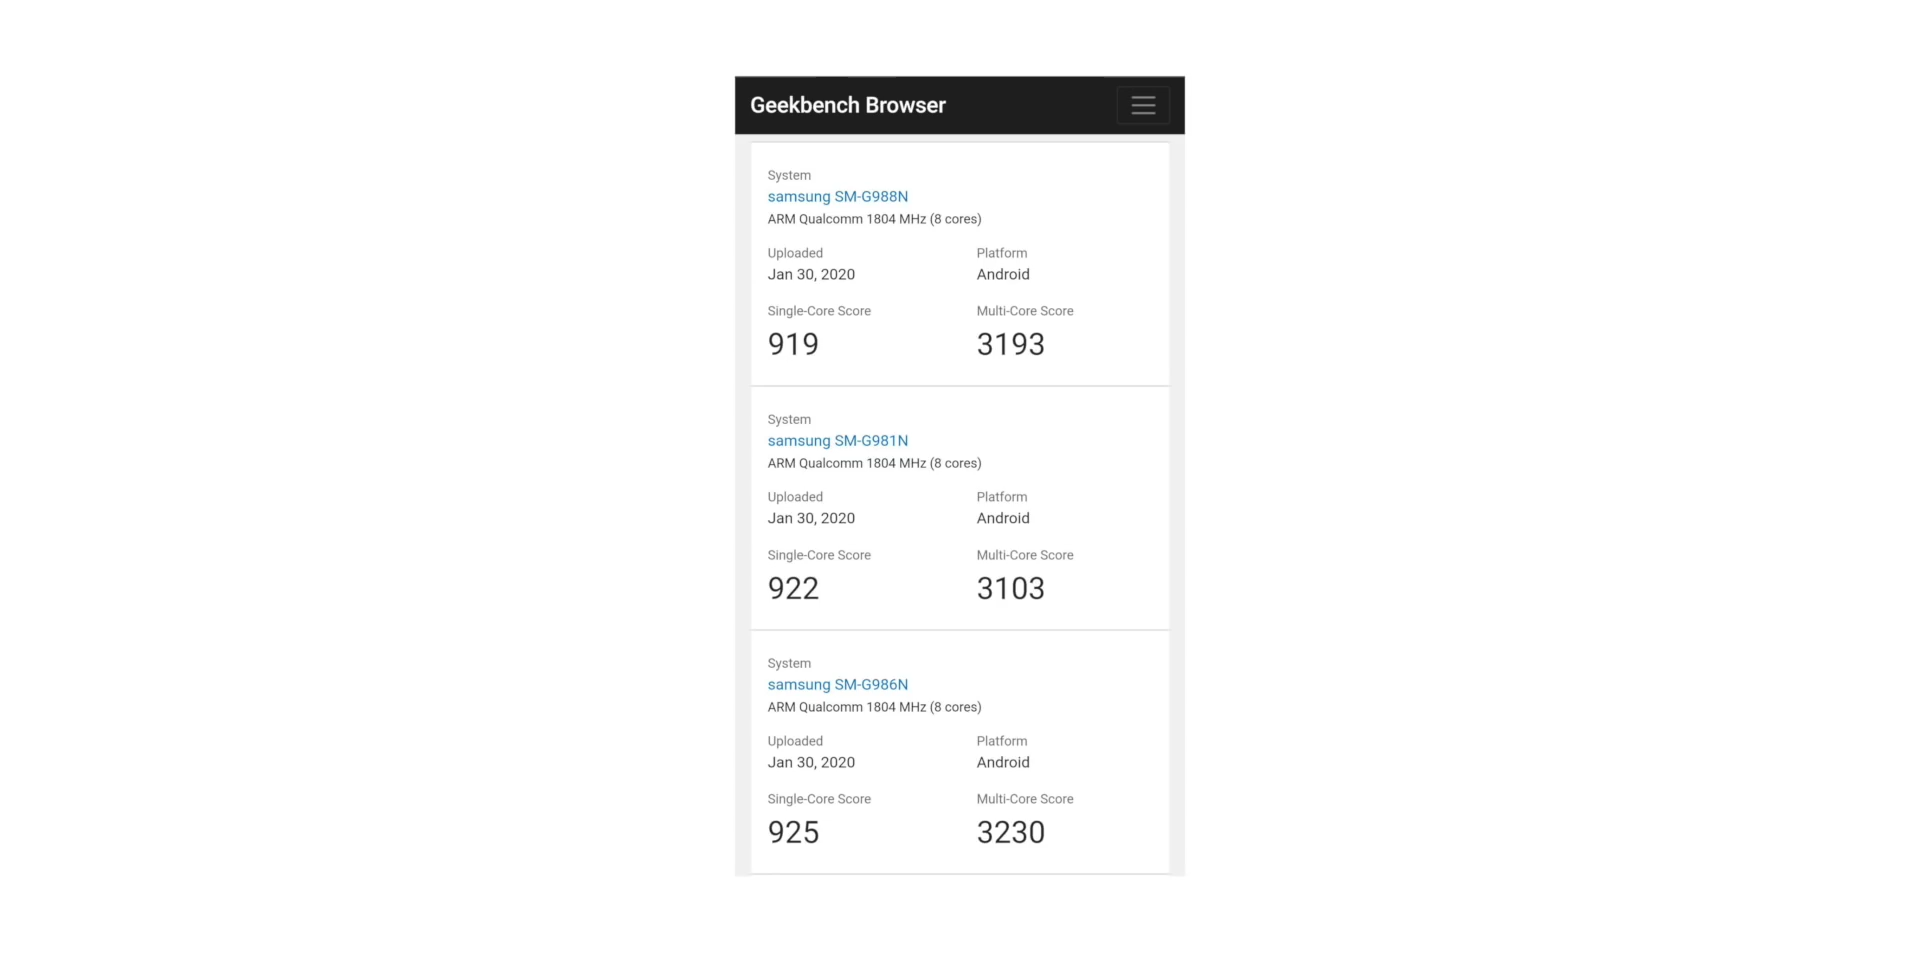 Geekbench Browser
System
samsung SM-G988N
ARM Qualcomm 1804 MHz (8 cores)
Uploaded Platform
Jan 30, 2020 Android
Single-Core Score Multi-Core Score
919 3193
System
samsung SM-G981N
ARM Qualcomm 1804 MHz (8 cores)
Uploaded Platform
Jan 30, 2020 Android
Single-Core Score Multi-Core Score
922 3103
System
samsung SM-G986N
ARM Qualcomm 1804 MHz (8 cores)
Uploaded Platform
Jan 30, 2020 Android
Single-Core Score Multi-Core Score
925 3230